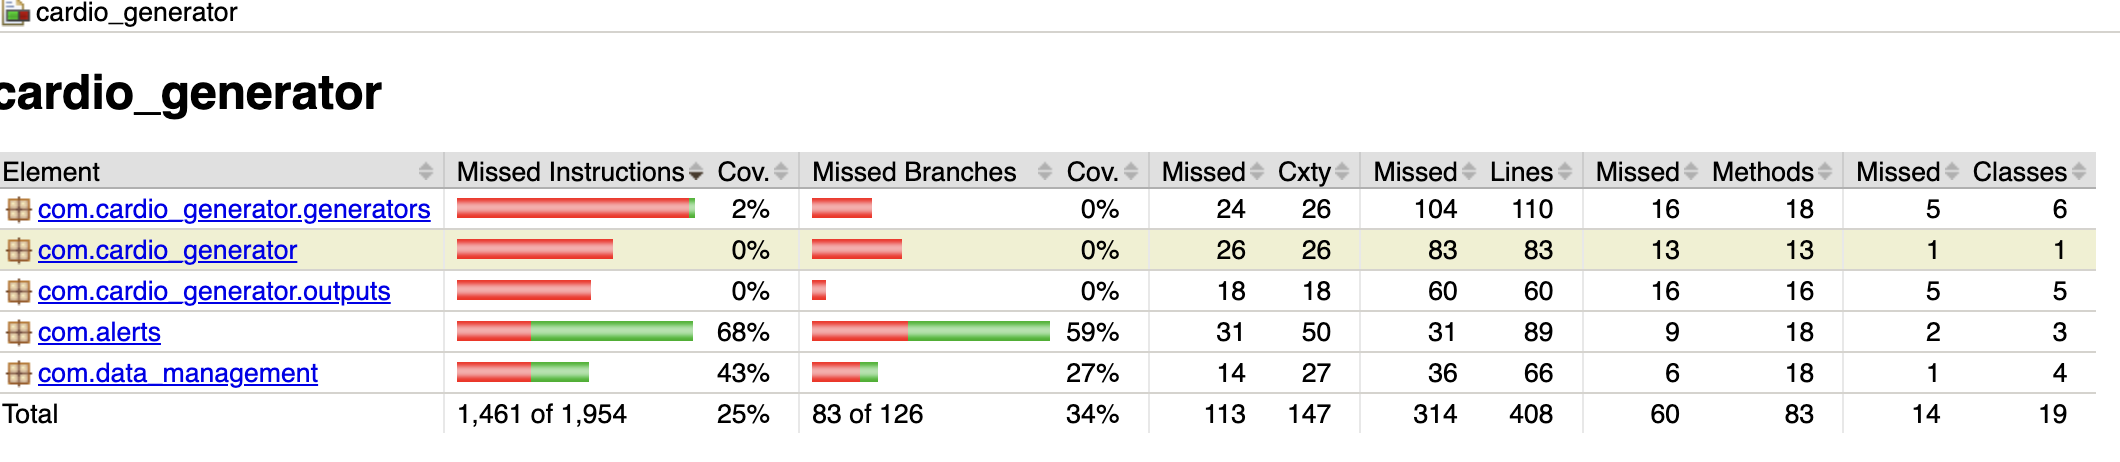 cardio_generator
cardio_generator
Element Missed Instructions Cov. Missed Branches Cov. Missed Cxty Missed Lines Missed Methods Missed Classes
com.cardio_generator.generators 2% 0% 24 26 104 110 16 18 5 6
com.cardio_generator 0% 0% 26 26 83 83 13 13 1 1
com.cardio_generator.outputs 0% 0% 18 18 60 60 16 16 5 5
com.alerts 68% 59% 31 50 31 89 9 18 2 3
com.data_management 43% 27% 14 27 36 66 6 18 1 4
Total 1,461 of 1,954 25% 83 of 126 34% 113 147 314 408 60 83 14 19